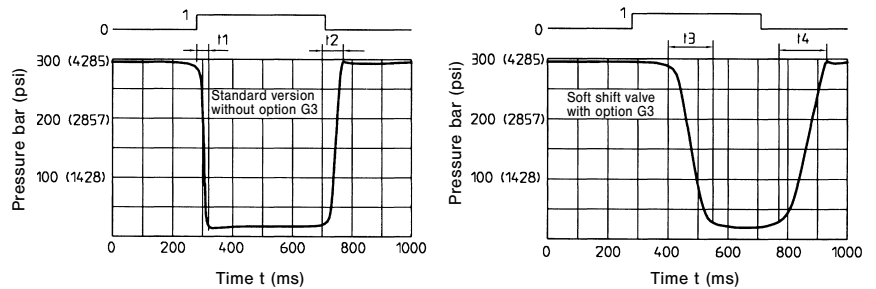 1
0
t1
t2
Pressure bar (psi)
300 (4285)
200 (2857)
100 (1428)
Standard version
without option G3
0 200 400 600 800 1000
Time t (ms)
1
0
t3
t4
Pressure bar (psi)
300 (4285)
200 (2857)
100 (1428)
Soft shift valve
with option G3
0 200 400 600 800 1000
Time t (ms)